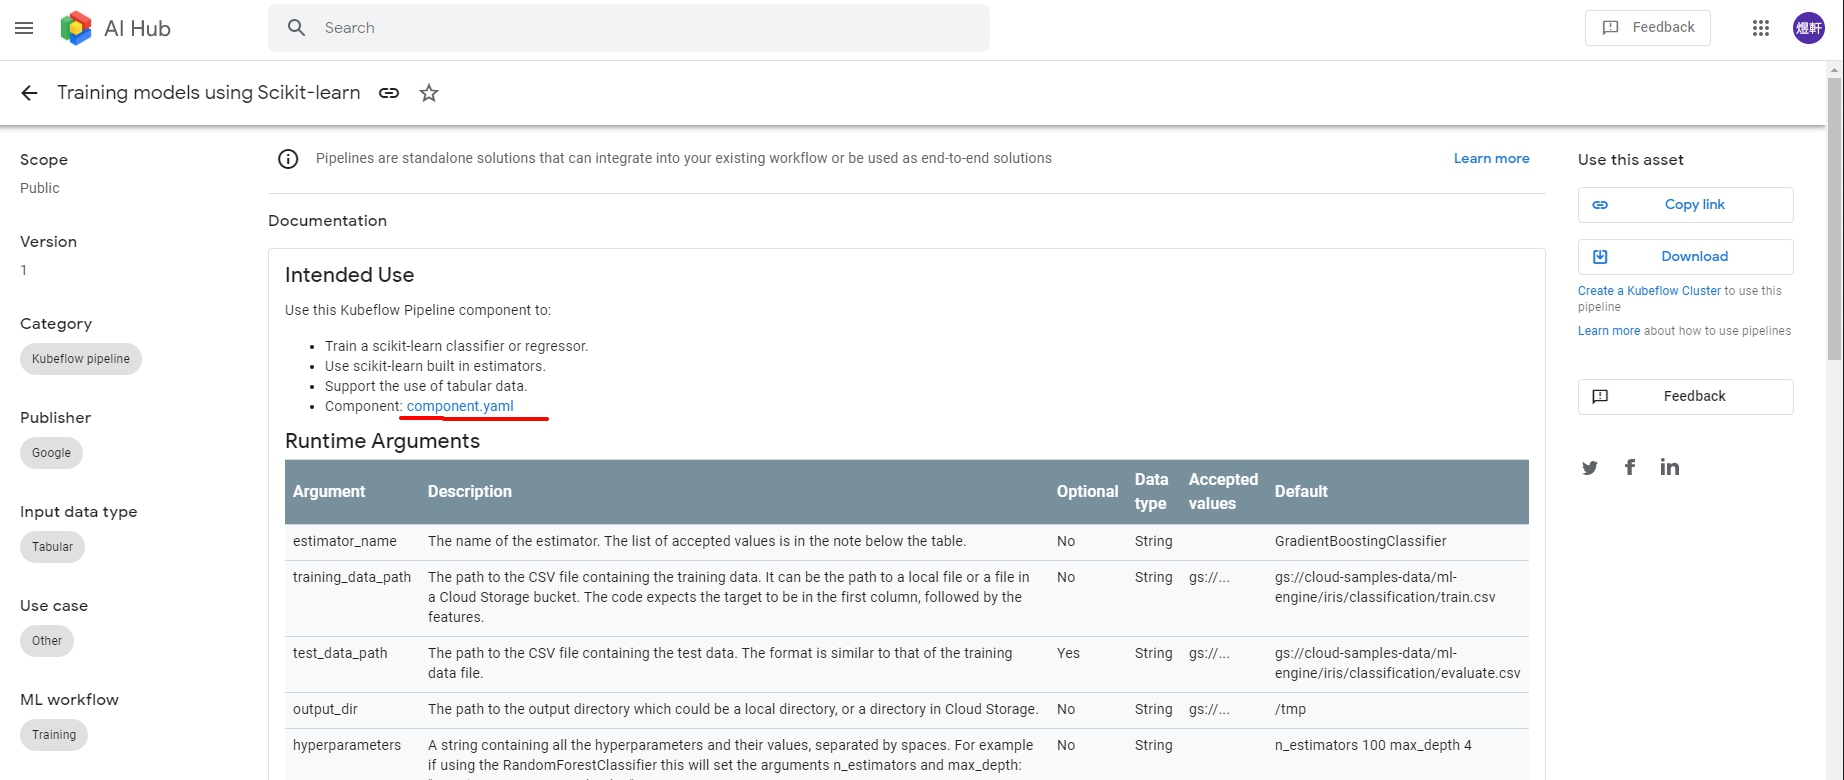 AI Hub
Search
Feedback
煜軒
Training models using Scikit-learn
Scope
Public
Version
1
Category
Kubeflow pipeline
Publisher
Google
Input data type
Tabular
Use case
Other
ML workflow
Training
Pipelines are standalone solutions that can integrate into your existing workflow or be used as end-to-end solutions
Learn more
Documentation
Intended Use
Use this Kubeflow Pipeline component to:
• Train a scikit-learn classifier or regressor.
• Use scikit-learn built in estimators.
• Support the use of tabular data.
• Component: component.yaml
Runtime Arguments
Argument Description Optional Data type Accepted values Default
estimator_name The name of the estimator. The list of accepted values is in the note below the table. No String GradientBoostingClassifier
training_data_path The path to the CSV file containing the training data. It can be the path to a local file or a file in No String gs://... gs://cloud-samples-data/ml-
a Cloud Storage bucket. The code expects the target to be in the first column, followed by the engine/iris/classification/train.csv
features.
test_data_path The path to the CSV file containing the test data. The format is similar to that of the training Yes String gs://... gs://cloud-samples-data/ml-
data file. engine/iris/classification/evaluate.csv
output_dir The path to the output directory which could be a local directory, or a directory in Cloud Storage. No String gs://... /tmp
hyperparameters A string containing all the hyperparameters and their values, separated by spaces. For example No String n_estimators 100 max_depth 4
if using the RandomForestClassifier this will set the arguments n_estimators and max_depth:
Use this asset
Copy link
Download
Create a Kubeflow Cluster to use this
pipeline
Learn more about how to use pipelines
Feedback